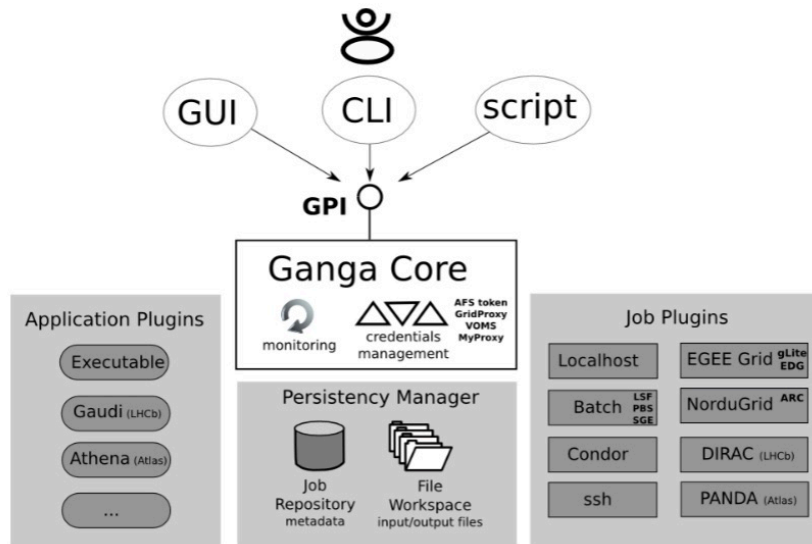 GUI
CLI
script
GPI
Ganga Core
monitoring
credentials
management
AFS token
GridProxy
VOMS
MyProxy
Application Plugins
Executable
Gaudi (LHCb)
Athena (Atlas)
...
Persistency Manager
Job
Repository
metadata
File
Workspace
input/output files
Job Plugins
Localhost
EGEE Grid gLite
EDG
Batch LSF
PBS
SGE
NorduGrid ARC
Condor
DIRAC (LHCb)
ssh
PANDA (Atlas)